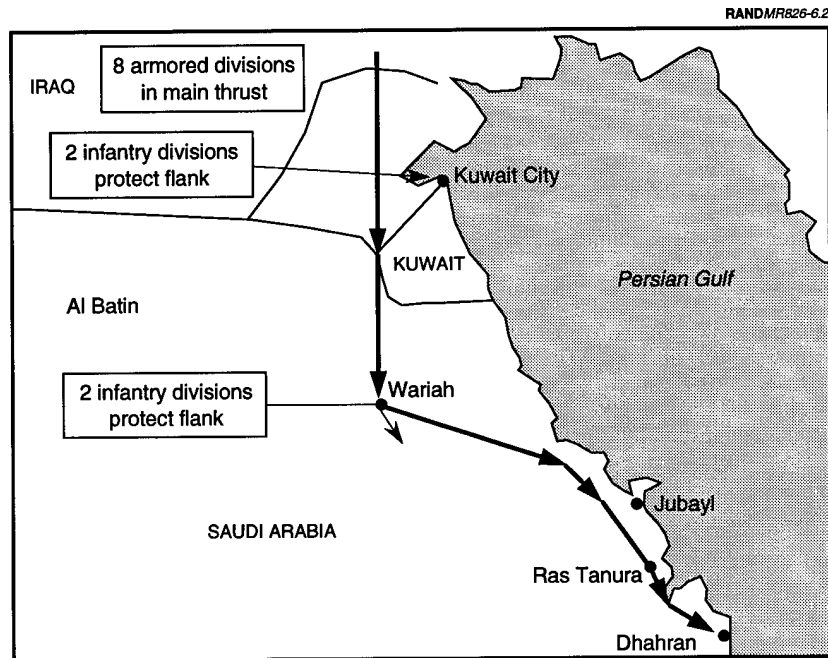 RANDMR826-6.2
IRAQ
8 armored divisions
in main thrust
2 infantry divisions
protect flank
Kuwait City
KUWAIT
Persian Gulf
Al Batin
2 infantry divisions
protect flank
Wariah
Jubayl
SAUDI ARABIA
Ras Tanura
Dhahran